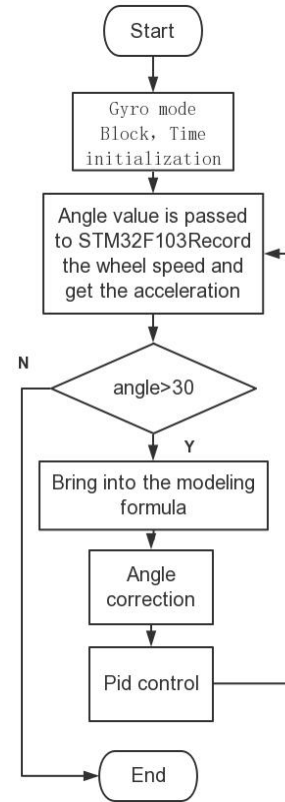 Start
Gyro mode
Block, Time
initialization
Angle value is passed
to STM32F103Record
the wheel speed and
get the acceleration
N
angle>30
Y
Bring into the modeling
formula
Angle
correction
Pid control
End